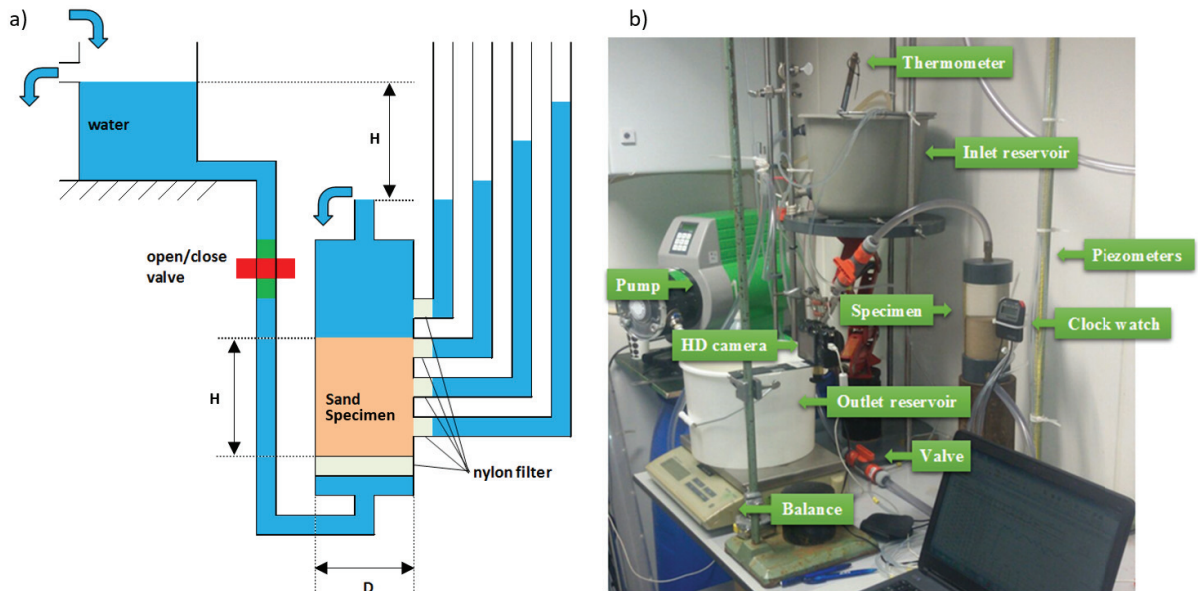 a)
water
H
open/close
valve
H
Sand
Specimen
nylon filter
D
b)
Thermometer
Inlet reservoir
Piezometers
Pump
Specimen
Clock watch
HD camera
Outlet reservoir
Valve
Balance